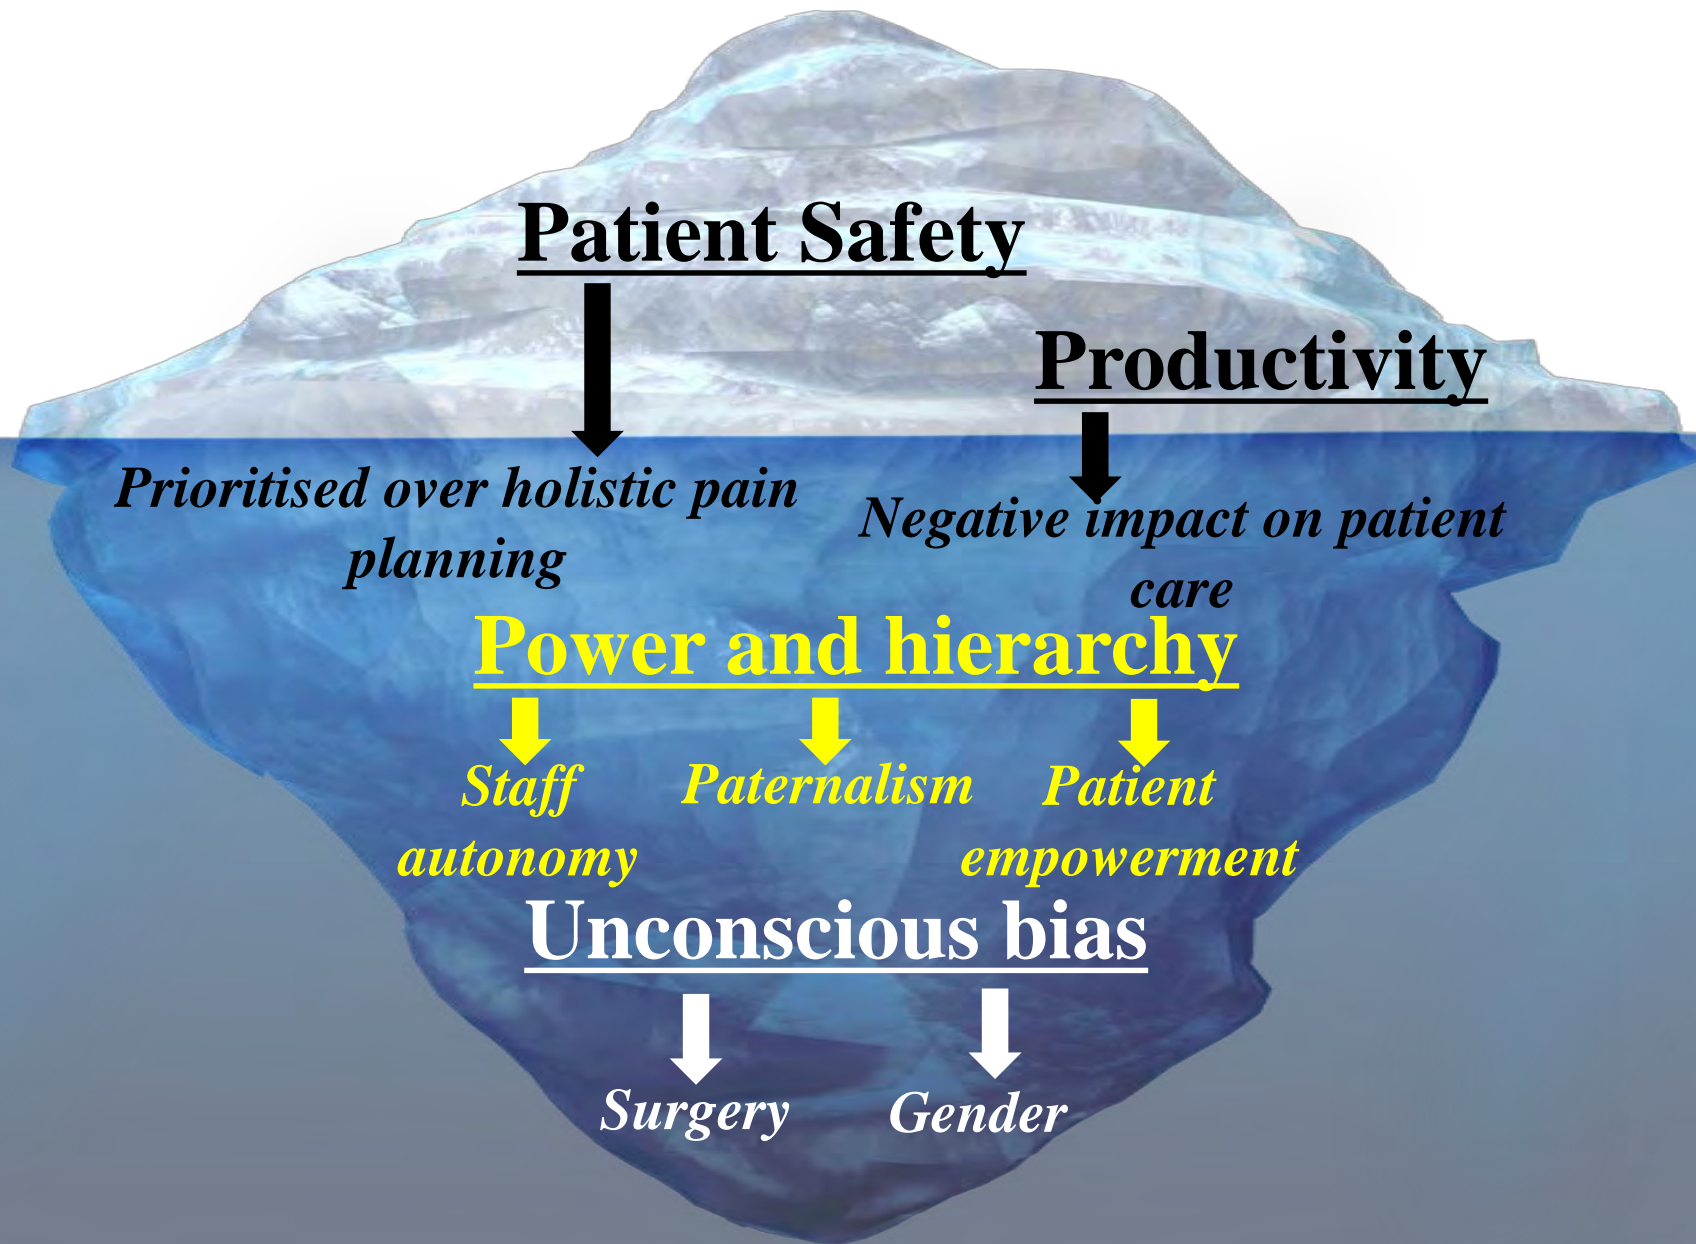 Patient Safety
Productivity
Prioritised over holistic pain
planning
Negative impact on patient
care
Power and hierarchy
Staff
autonomy
Paternalism
Patient
empowerment
Unconscious bias
Surgery
Gender